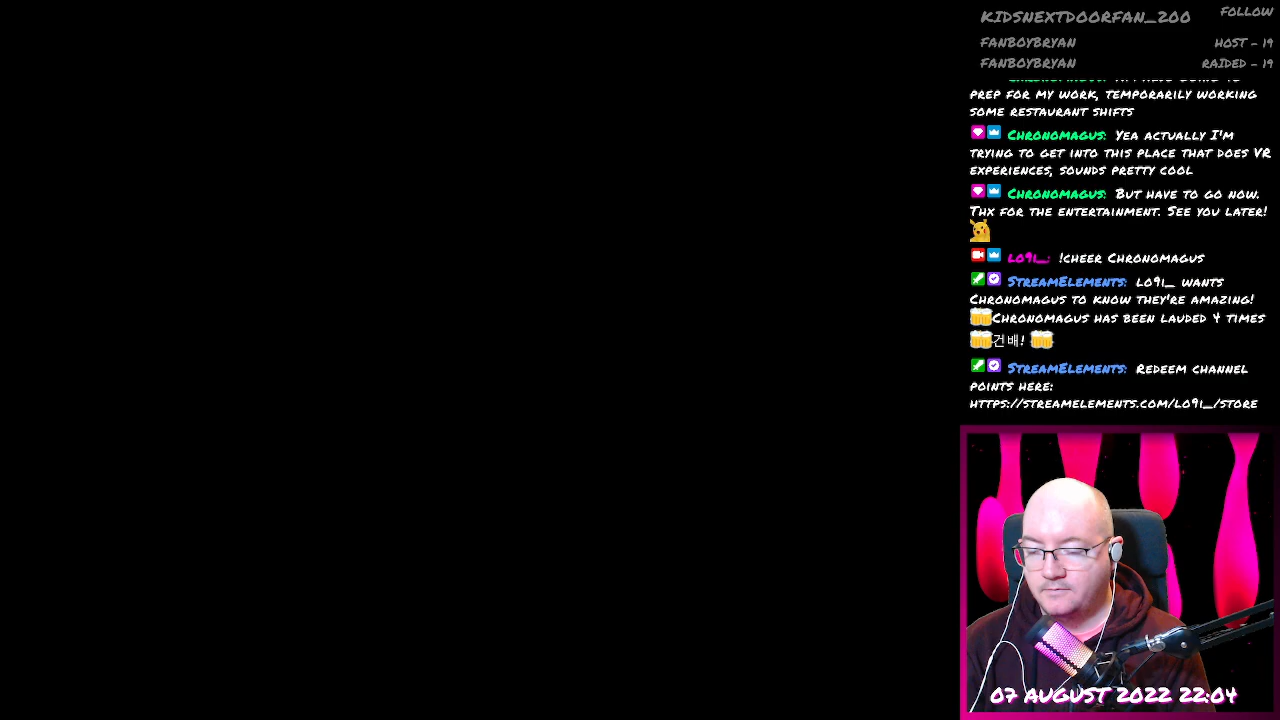 KIDSNEXTDOORFAN_200 FOLLOW
FANBOYBRYAN HOST - 19
FANBOYBRYAN RAIDED - 19
PREP FOR MY WORK, TEMPORARILY WORKING
SOME RESTAURANT SHIFTS
CHRONOMAGUS: YEA ACTUALLY I'M
TRYING TO GET INTO THIS PLACE THAT DOES VR
EXPERIENCES, SOUNDS PRETTY COOL
CHRONOMAGUS: BUT HAVE TO GO NOW.
THX FOR THE ENTERTAINMENT. SEE YOU LATER!
LO9I_: !CHEER CHRONOMAGUS
STREAMELEMENTS: LO9I_ WANTS
CHRONOMAGUS TO KNOW THEY'RE AMAZING!
CHRONOMAGUS HAS BEEN LAUDED 4 TIMES
건배!
STREAMELEMENTS: REDEEM CHANNEL
POINTS HERE:
HTTPS://STREAMELEMENTS.COM/LO9I_/STORE
07 AUGUST 2022 22:04